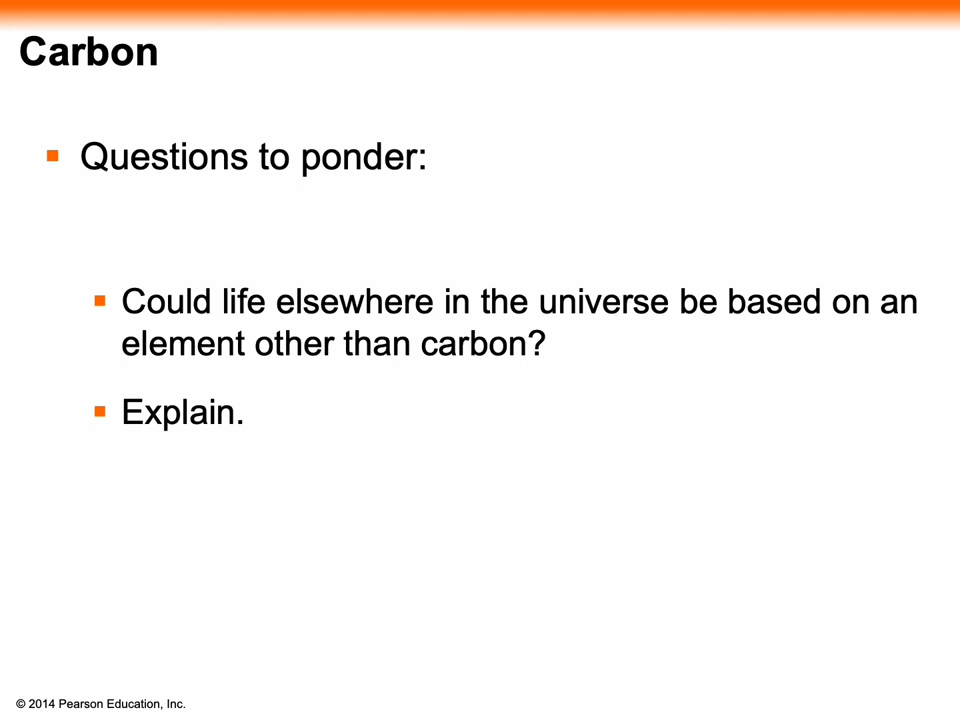 Carbon
Questions to ponder:
Could life elsewhere in the universe be based on an
element other than carbon?
Explain.
© 2014 Pearson Education, Inc.